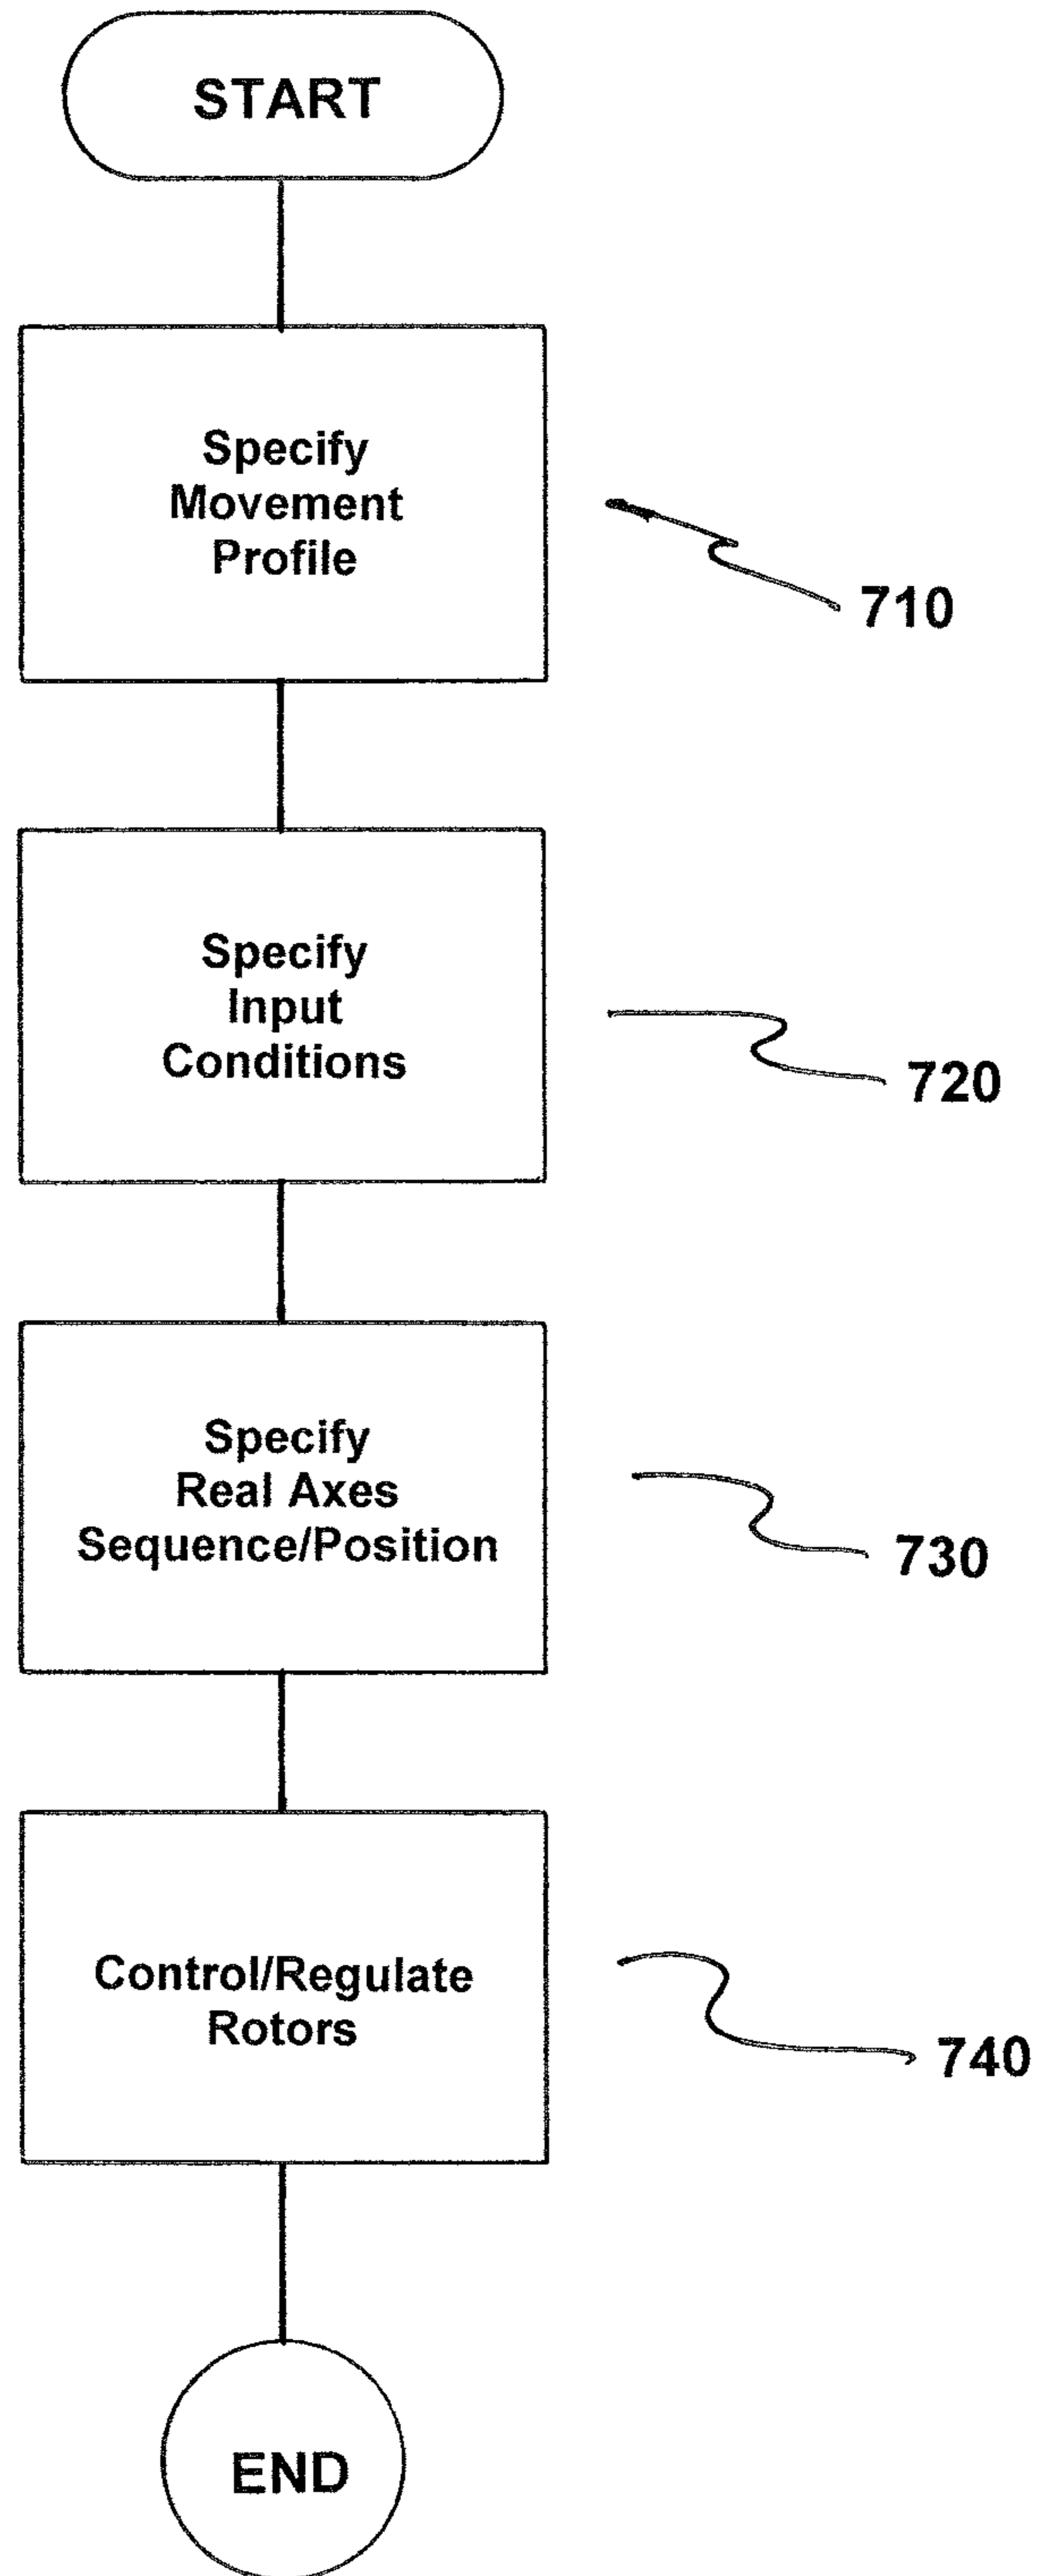 START
Specify
Movement
Profile
710
Specify
Input
Conditions
720
Specify
Real Axes
Sequence/Position
730
Control/Regulate
Rotors
740
END